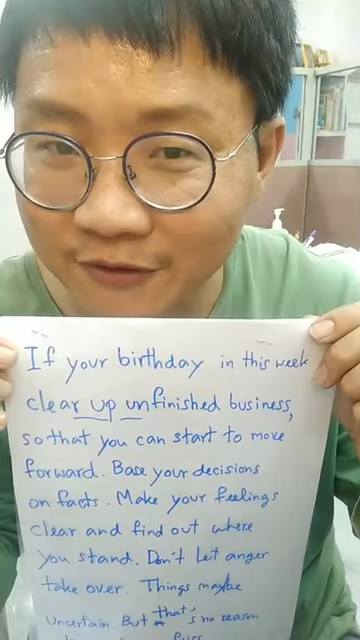 If your birthday in this week
clear up unfinished business,
so that you can start to move
forward. Base your decisions
on facts. Make your feelings
clear and find out where
you stand. Don't let anger
take over. Things maybe
uncertain. But that's no reason